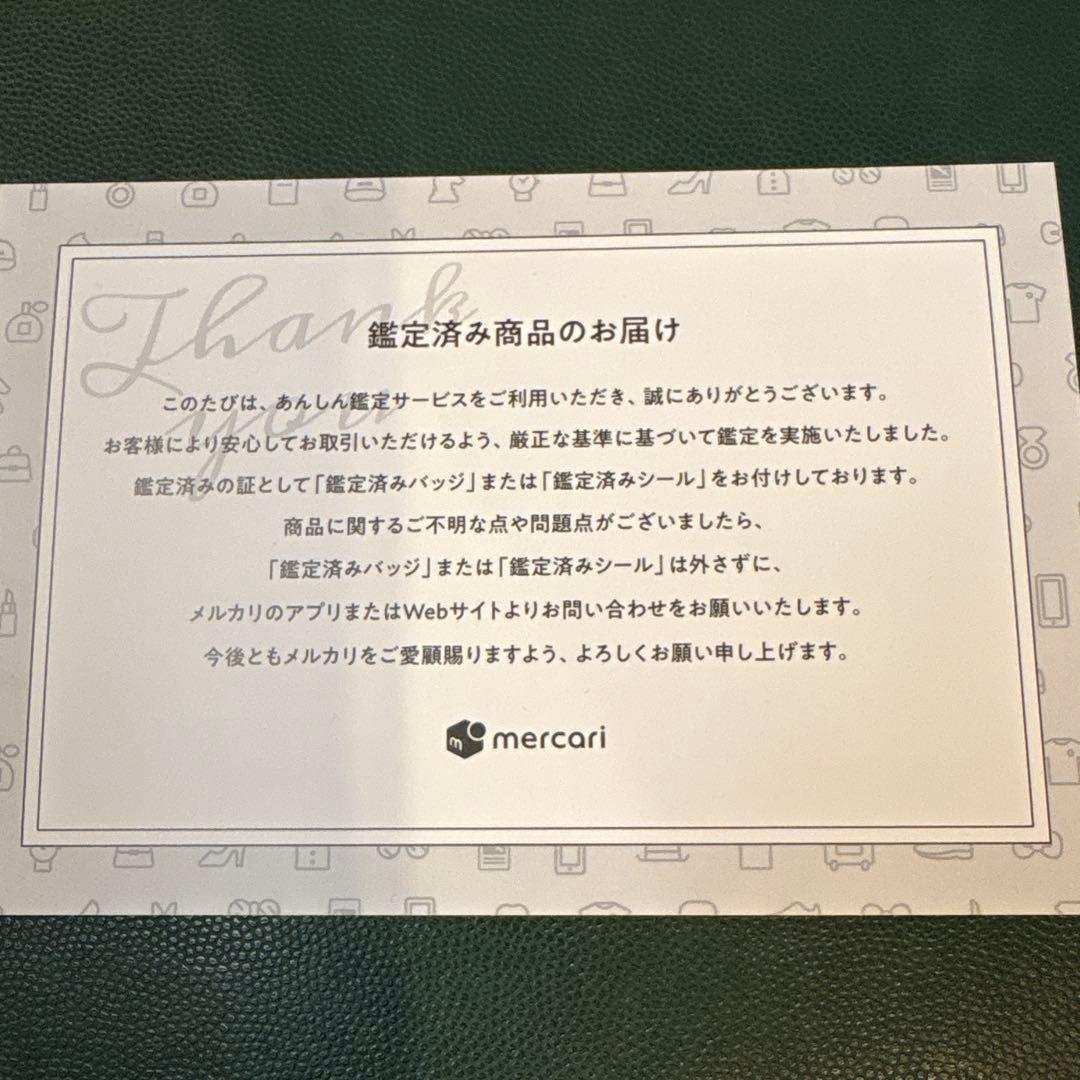 Thank you
鑑定済み商品のお届け
このたびは、あんしん鑑定サービスをご利用いただき、誠にありがとうございます。
お客様により安心してお取引いただけるよう、厳正な基準に基づいて鑑定を実施いたしました。
鑑定済みの証として「鑑定済みバッジ」または「鑑定済みシール」をお付けしております。
商品に関するご不明な点や問題点がございましたら、
「鑑定済みバッジ」または「鑑定済みシール」は外さずに、
メルカリのアプリまたはWebサイトよりお問い合わせをお願いいたします。
今後ともメルカリをご愛顧賜りますよう、よろしくお願い申し上げます。
m mercari